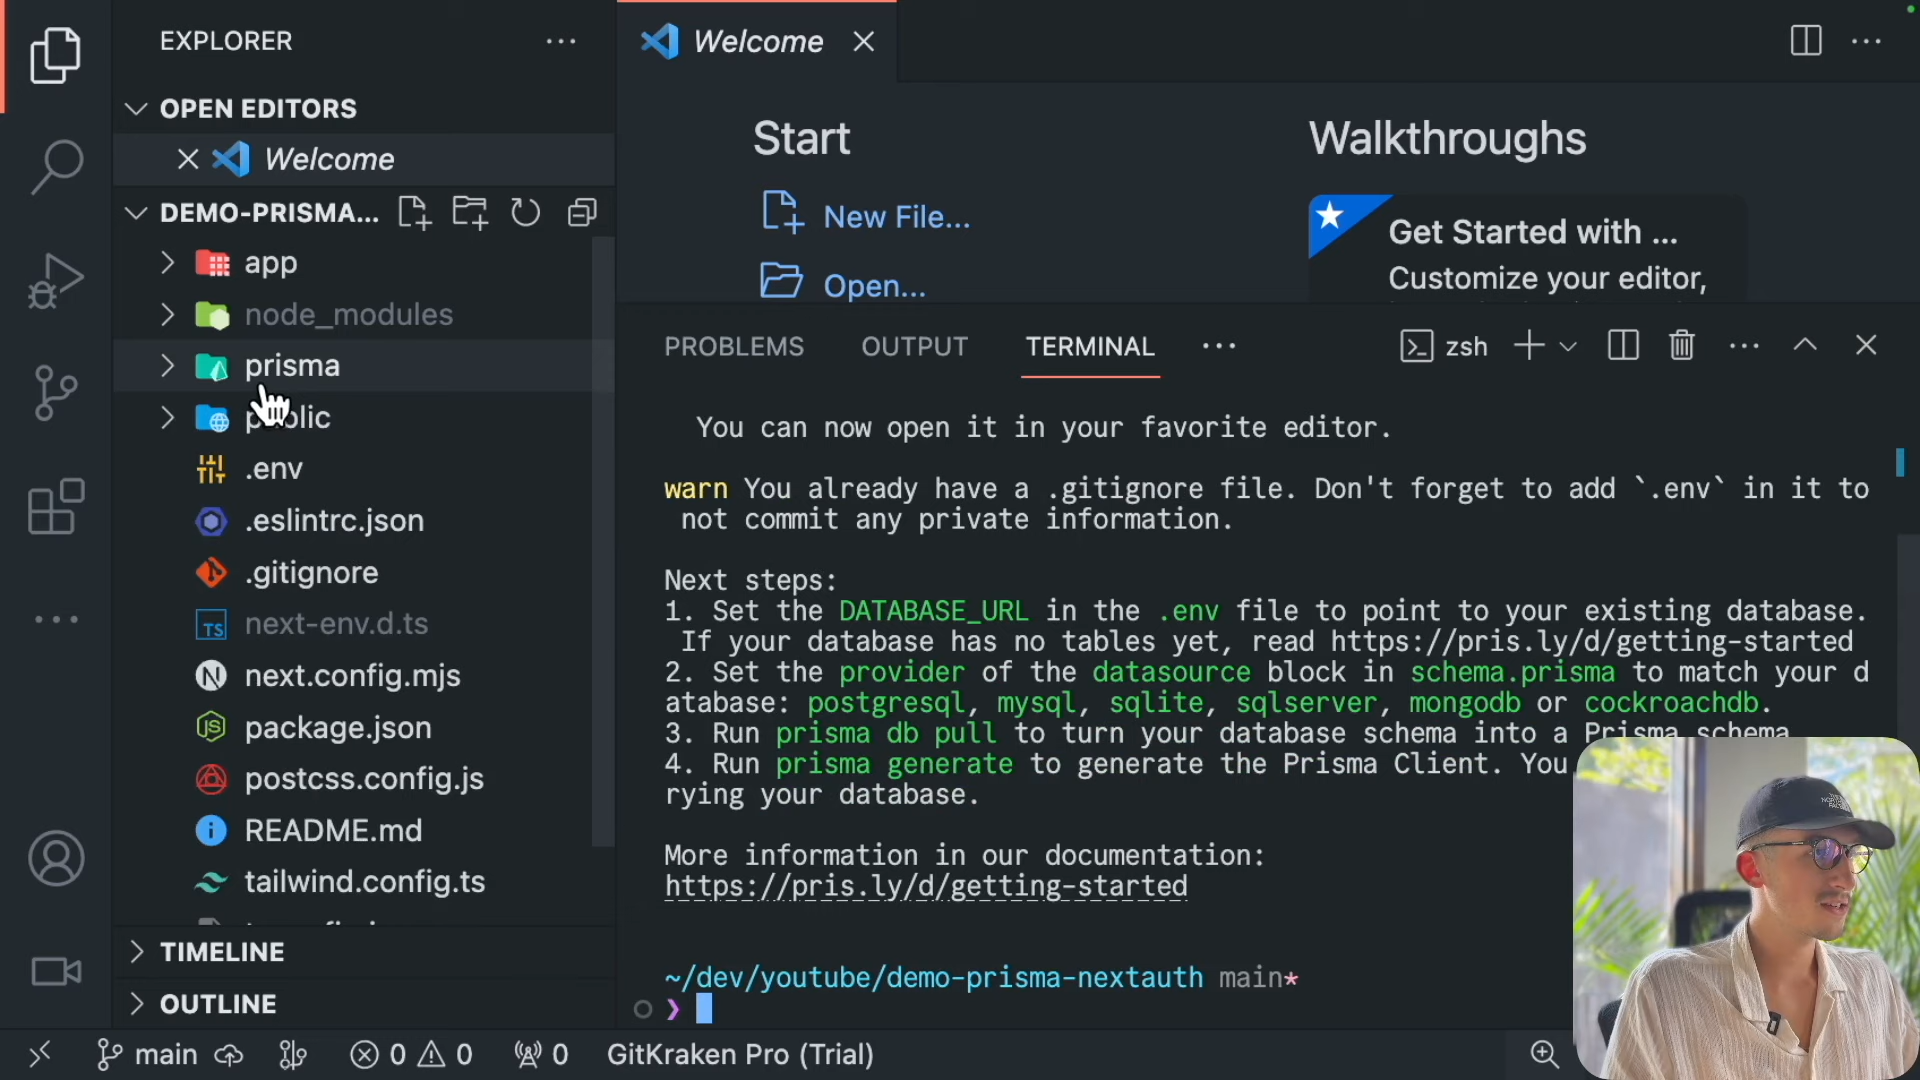 EXPLORER
Welcome
OPEN EDITORS
Welcome
DEMO-PRISMA...
app
node_modules
prisma
.env
.eslintrc.json
.gitignore
next-env.d.ts
next.config.mjs
package.json
postcss.config.js
README.md
tailwind.config.ts
TIMELINE
OUTLINE
Start
New File...
Open...
Walkthroughs
Get Started with ...
Customize your editor,
PROBLEMS OUTPUT TERMINAL ... zsh
You can now open it in your favorite editor.
warn You already have a .gitignore file. Don't forget to add `.env` in it to
not commit any private information.
Next steps:
1. Set the DATABASE_URL in the .env file to point to your existing database.
If your database has no tables yet, read https://pris.ly/d/getting-started
2. Set the provider of the datasource block in schema.prisma to match your d
atabase: postgresql, mysql, sqlite, sqlserver, mongodb or cockroachdb.
3. Run prisma db pull to turn your database schema into a Prisma schema.
4. Run prisma generate to generate the Prisma Client. You
rying your database.
More information in our documentation:
https://pris.ly/d/getting-started
~/dev/youtube/demo-prisma-nextauth main*
❯
main 0 0 0 GitKraken Pro (Trial)